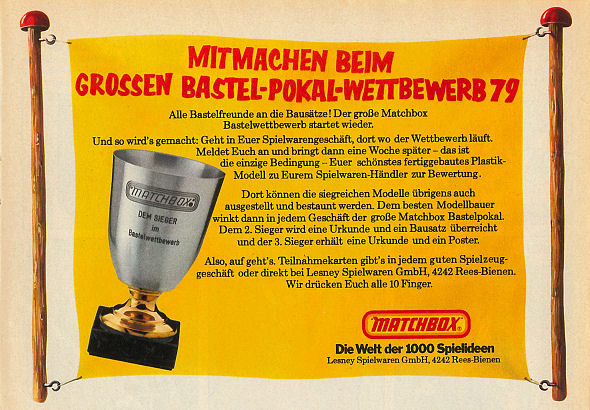 MITMACHEN BEIM
GROSSEN BASTEL-POKAL-WETTBEWERB 79
Alle Bastelfreunde an die Bausätze! Der große Matchbox
Bastelwettbewerb startet wieder.
Und so wird's gemacht: Geht in Euer Spielwarengeschäft, dort wo der Wettbewerb läuft.
Meldet Euch an und bringt dann eine Woche später – das ist
die einzige Bedingung – Euer schönstes fertiggebautes Plastik-
Modell zu Eurem Spielwaren-Händler zur Bewertung.
Dort können die siegreichen Modelle übrigens auch
ausgestellt und bestaunt werden. Dem besten Modellbauer
winkt dann in jedem Geschäft der große Matchbox Bastelpokal.
Dem 2. Sieger wird eine Urkunde und ein Bausatz überreicht
und der 3. Sieger erhält eine Urkunde und ein Poster.
Also, auf geht's. Teilnahmekarten gibt's in jedem guten Spielzeug-
geschäft oder direkt bei Lesney Spielwaren GmbH, 4242 Rees-Bienen.
Wir drücken Euch alle 10 Finger.
MATCHBOX
DEM SIEGER
im
Bastelwettbewerb
MATCHBOX
Die Welt der 1000 Spielideen
Lesney Spielwaren GmbH, 4242 Rees-Bienen